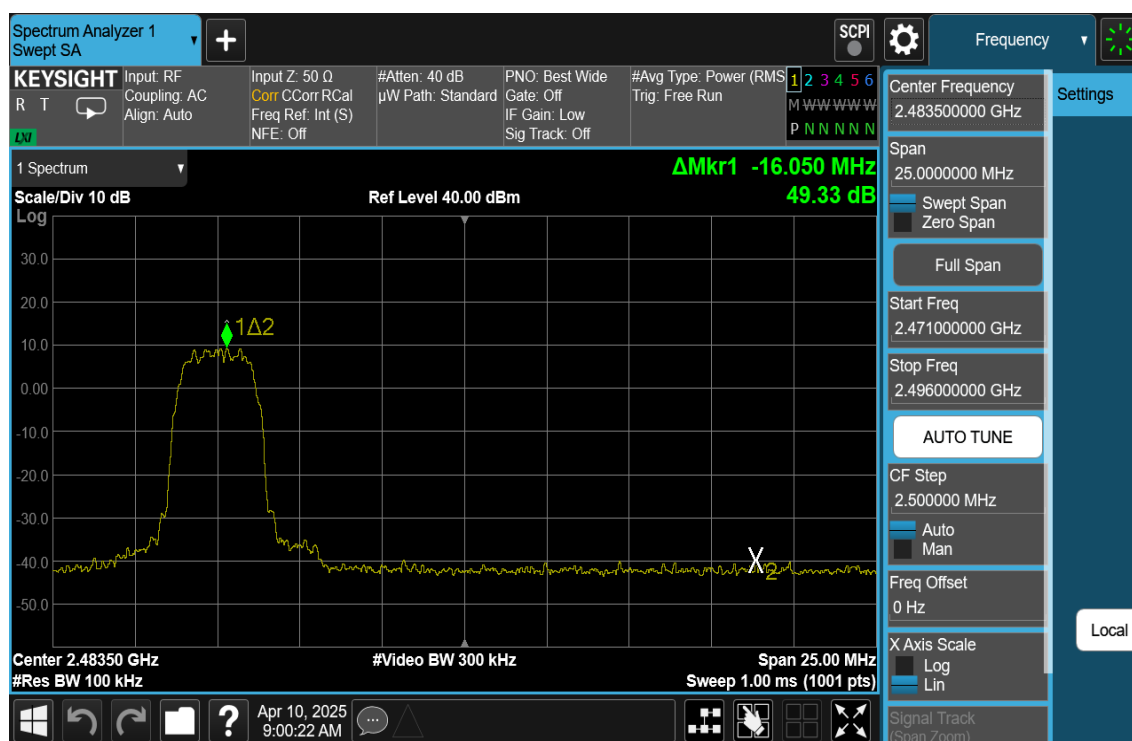 Spectrum Analyzer 1
Swept SA
SCPI
Frequency
KEYSIGHT
R T
LXI
Input: RF
Coupling: AC
Align: Auto
Input Z: 50 Ω
Corr CCorr RCal
Freq Ref: Int (S)
NFE: Off
#Atten: 40 dB
µW Path: Standard
PNO: Best Wide
Gate: Off
IF Gain: Low
Sig Track: Off
#Avg Type: Power (RMS
Trig: Free Run
1 2 3 4 5 6
M W W W W W
P N N N N N
1 Spectrum
ΔMkr1 -16.050 MHz
49.33 dB
Scale/Div 10 dB
Ref Level 40.00 dBm
Log
30.0
20.0
10.0
0.00
-10.0
-20.0
-30.0
-40.0
-50.0
1Δ2
X2
Center 2.48350 GHz
#Video BW 300 kHz
Span 25.00 MHz
#Res BW 100 kHz
Sweep 1.00 ms (1001 pts)
Apr 10, 2025
9:00:22 AM
Center Frequency
2.483500000 GHz
Span
25.0000000 MHz
Swept Span
Zero Span
Full Span
Start Freq
2.471000000 GHz
Stop Freq
2.496000000 GHz
AUTO TUNE
CF Step
2.500000 MHz
Auto
Man
Freq Offset
0 Hz
X Axis Scale
Log
Lin
Signal Track
(Span Zoom)
Settings
Local